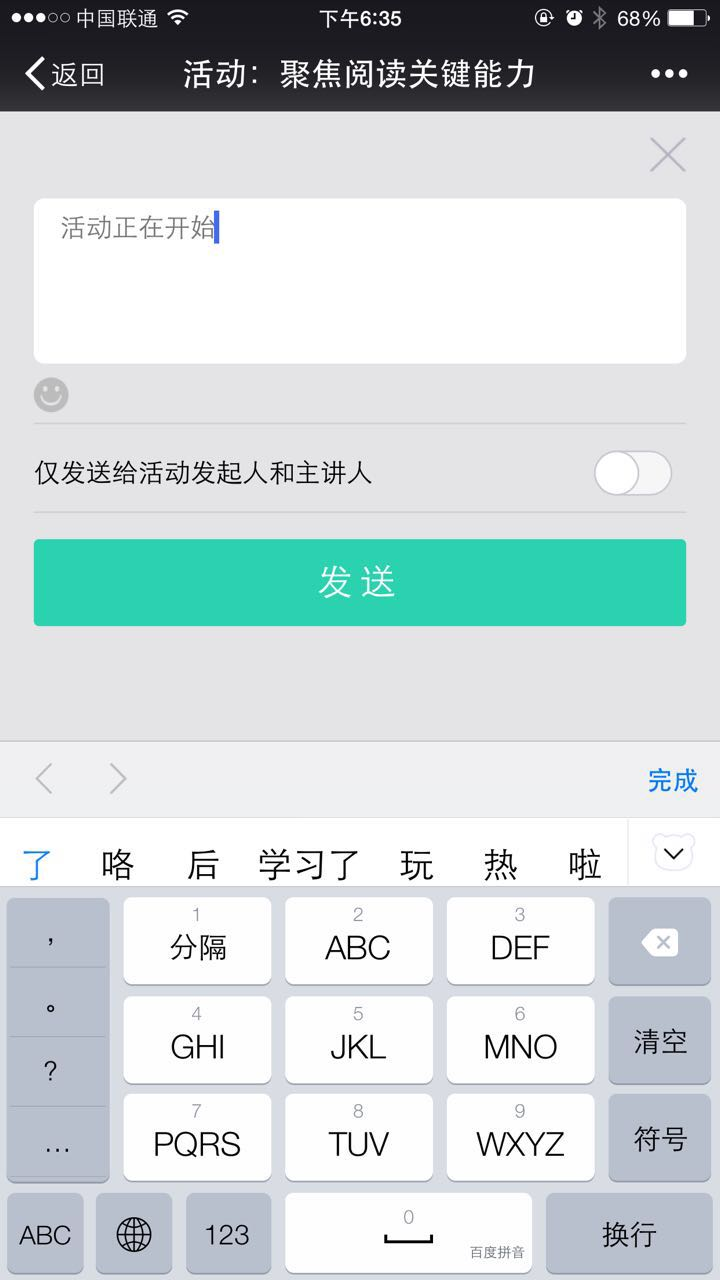 中国联通 下午6:35 68%
返回 活动：聚焦阅读关键能力
活动正在开始
仅发送给活动发起人和主讲人
发送
完成
了 咯 后 学习了 玩 热 啦
， 1 分隔 2 ABC 3 DEF
。 4 GHI 5 JKL 6 MNO 清空
? 7 PQRS 8 TUV 9 WXYZ 符号
…
ABC 123 0 百度拼音 换行